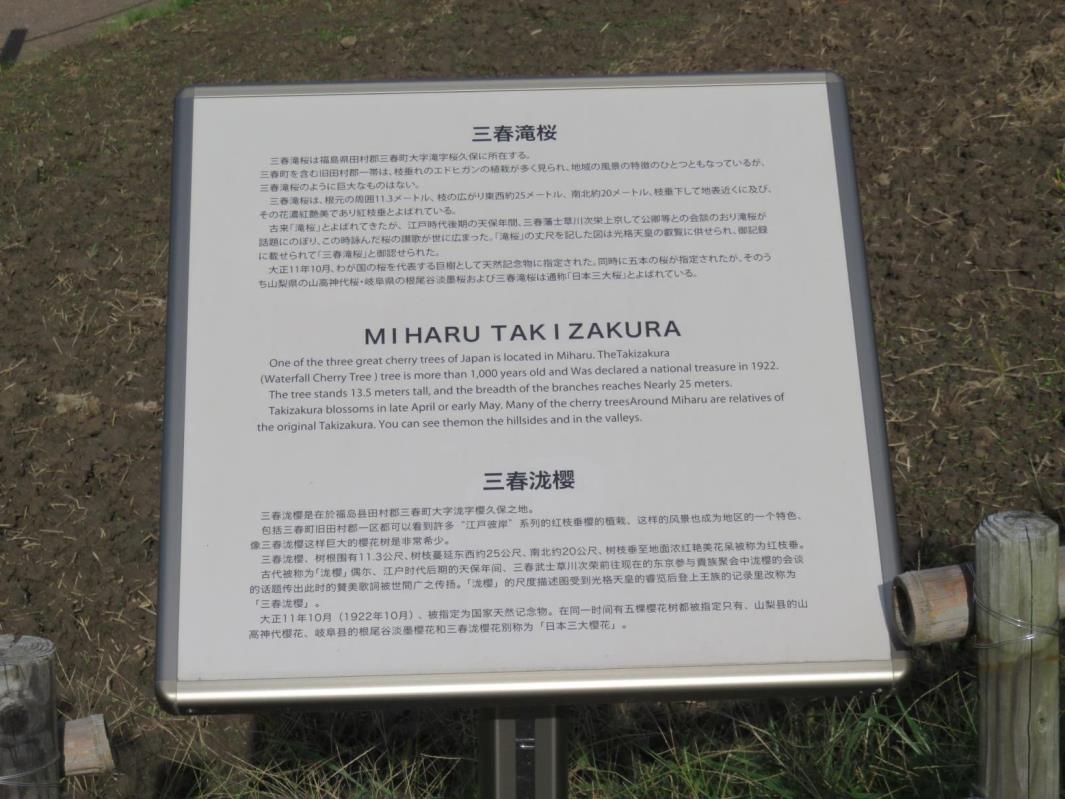 三春滝桜
三春滝桜は福島県田村郡三春町大字滝字桜久保に所在する。
三春町を含む旧田村郡一帯は、枝垂れのエドヒガンの植栽が多く見られ、地域の風景の特徴のひとつともなっているが、
三春滝桜のように巨大なものはない。
三春滝桜は、根元の周囲11.3メートル、枝の広がり東西約25メートル、南北約20メートル、枝垂下して地表近くに及び、
その花濃紅艶美であり紅枝垂とよばれている。
古来「滝桜」とよばれてきたが、江戸時代後期の天保年間、三春藩士草川次栄上京して公卿等との会談のおり滝桜が
話題にのぼり、この時詠んだ桜の讃歌が世に広まった。「滝桜」の丈尺を記した図は光格天皇の叡覧に供せられ、御記録
に載せられて「三春滝桜」と御認せられた。
大正11年10月、わが国の桜を代表する巨樹として天然記念物に指定された。同時に五本の桜が指定されたが、そのう
ち山梨県の山高神代桜・岐阜県の根尾谷淡墨桜および三春滝桜は通称「日本三大桜」とよばれている。
MIHARU TAKIZAKURA
One of the three great cherry trees of Japan is located in Miharu. TheTakizakura
(Waterfall Cherry Tree ) tree is more than 1,000 years old and Was declared a national treasure in 1922.
The tree stands 13.5 meters tall, and the breadth of the branches reaches Nearly 25 meters.
Takizakura blossoms in late April or early May. Many of the cherry treesAround Miharu are relatives of
the original Takizakura. You can see themon the hillsides and in the valleys.
三春泷樱
三春泷樱是在於福岛县田村郡三春町大字泷字樱久保之地。
包括三春町旧田村郡一区都可以看到許多“江戸彼岸”系列的红枝垂樱的植栽、这样的风景也成为地区的一个特色、
像三春泷樱这样巨大的樱花树是非常希少。
三春泷樱、树根围有11.3公尺、树枝蔓延东西约25公尺、南北约20公尺、树枝垂至地面浓红艳美花呆被称为红枝垂。
古代被称为「泷樱」偶尔、江户时代后期的天保年间、三春武士草川次荣前往现在的东京参与貴族聚会中泷樱的会谈
的话题传出此时的賛美歌詞被世間广之传扬。「泷樱」的尺度描述图受到光格天皇的睿览后登上王族的记录里改称为
「三春泷樱」。
大正11年10月（1922年10月）、被指定为国家天然记念物。在同一时间有五棵樱花树都被指定只有、山梨县的山
高神代樱花、岐阜县的根尾谷淡墨樱花和三春泷樱花別称为「日本三大樱花」。